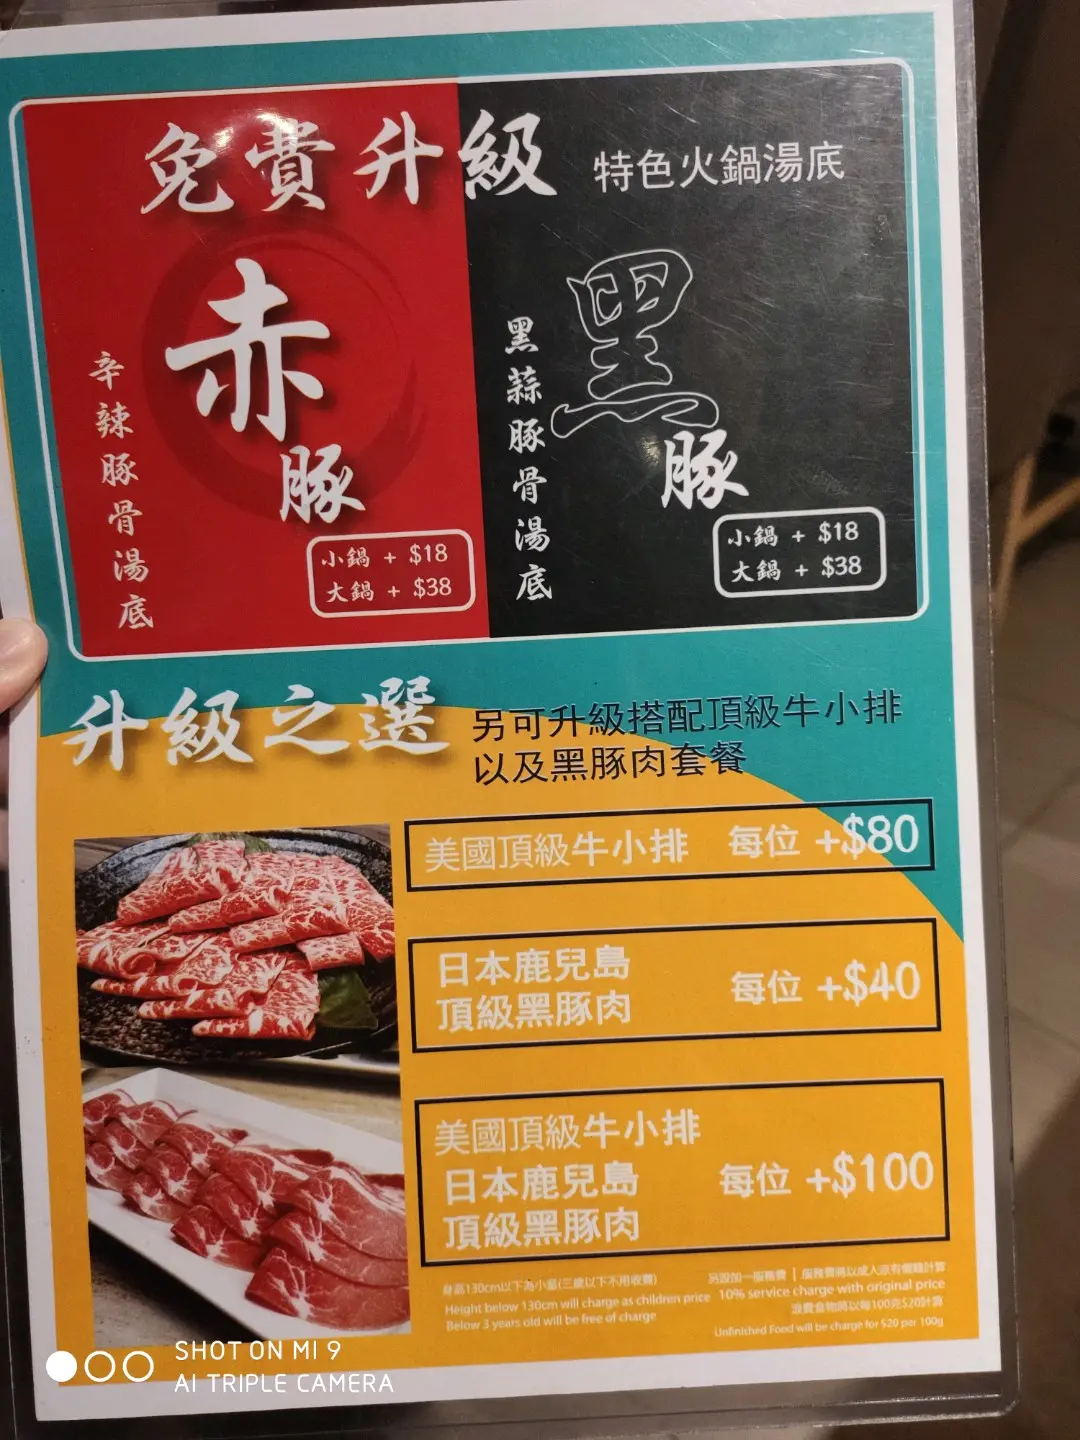 免費升級 特色火鍋湯底
赤
豚
辛辣豚骨湯底
小鍋 + $18
大鍋 + $38
黑
豚
黑蒜豚骨湯底
小鍋 + $18
大鍋 + $38
升級之選
另可升級搭配頂級牛小排
以及黑豚肉套餐
美國頂級牛小排 每位 +$80
日本鹿兒島
頂級黑豚肉
每位 +$40
美國頂級牛小排
日本鹿兒島
頂級黑豚肉
每位 +$100
身高130cm以下為小童(三歲以下不用收費)
Height below 130cm will charge as children price
Below 3 years old will be free of charge
另設加一服務費 | 服務費將以成人原有價錢計算
10% service charge with original price
浪費食物將以每100克$20計算
Unfinished Food will be charge for $20 per 100g
SHOT ON MI 9
AI TRIPLE CAMERA